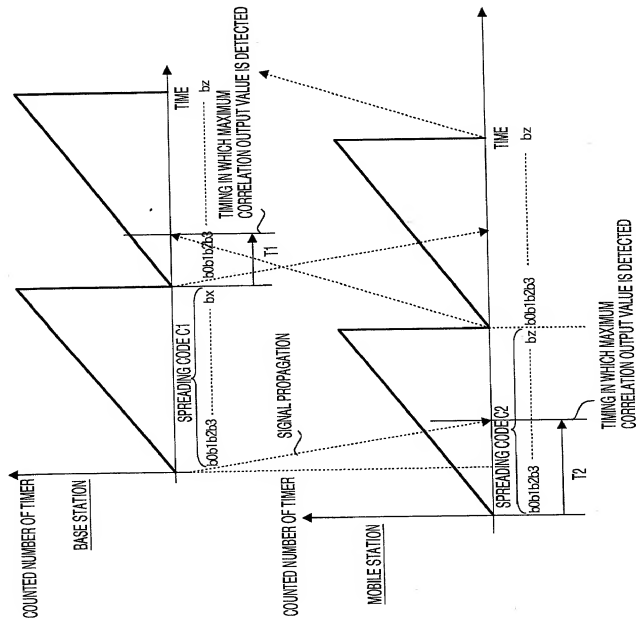 COUNTED NUMBER OF TIMER
BASE STATION
SPREADING CODE C1
b0b1b2b3 bx
b0b1b2b3 bz
TIME
T1
TIMING IN WHICH MAXIMUM
CORRELATION OUTPUT VALUE IS DETECTED
SIGNAL PROPAGATION
COUNTED NUMBER OF TIMER
MOBILE STATION
SPREADING CODE C2
b0b1b2b3 bz
b0b1b2b3 bz
TIME
T2
TIMING IN WHICH MAXIMUM
CORRELATION OUTPUT VALUE IS DETECTED